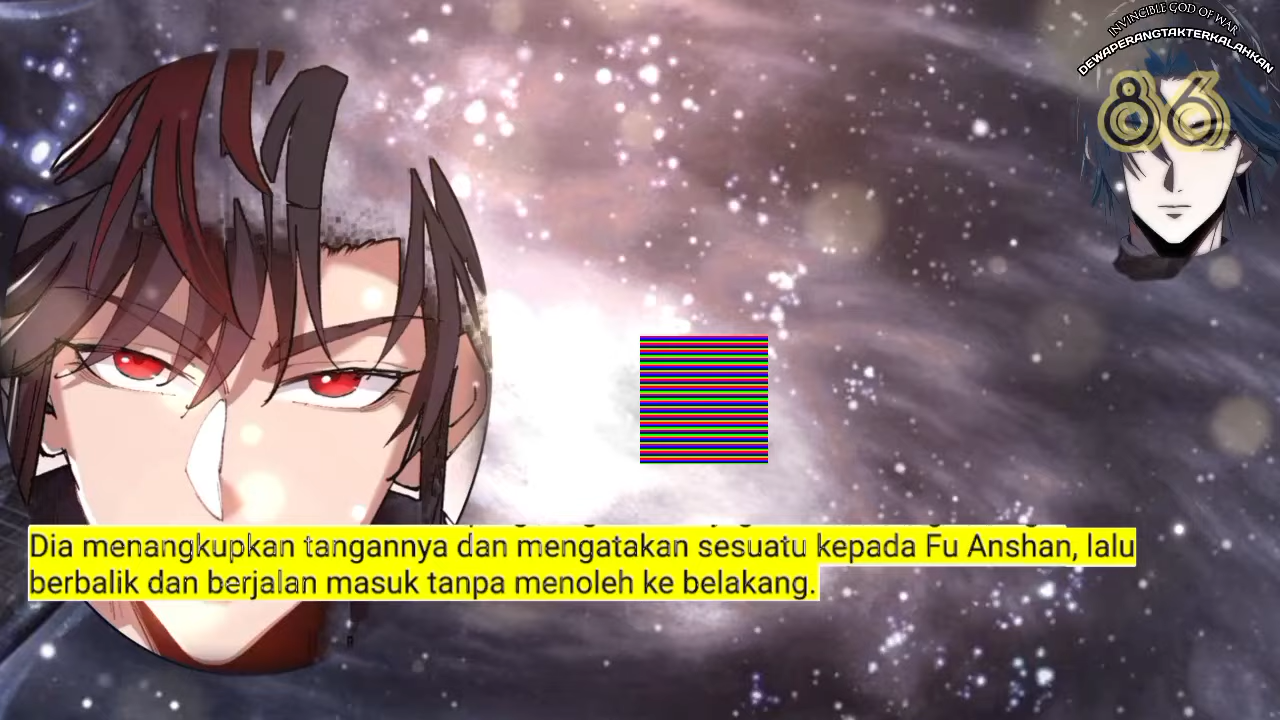 INVINCIBLE GOD OF WAR
DEWAPERANGTAKTERKALAHKAN
86
Dia menangkupkan tangannya dan mengatakan sesuatu kepada Fu Anshan, lalu
berbalik dan berjalan masuk tanpa menoleh ke belakang.